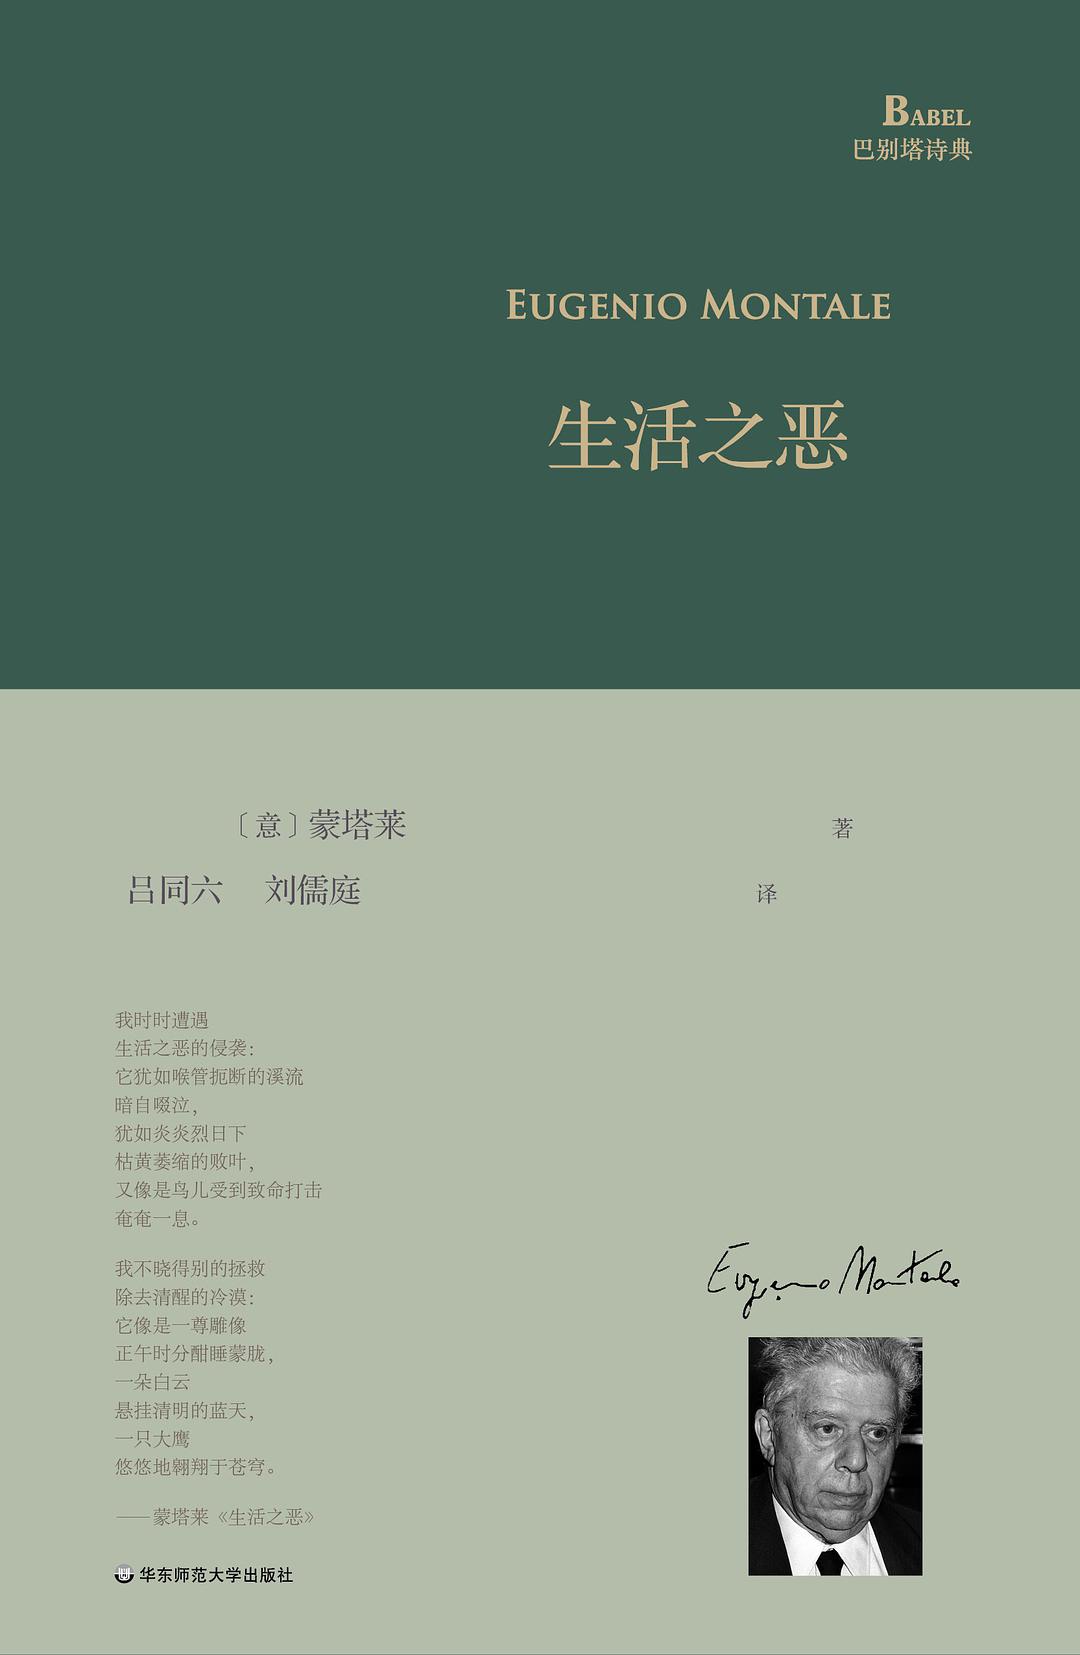 BABEL
巴别塔诗典
EUGENIO MONTALE
生活之恶
〔意〕蒙塔莱 著
吕同六 刘儒庭 译
我时时遭遇
生活之恶的侵袭：
它犹如喉管扼断的溪流
暗自啜泣，
犹如炎炎烈日下
枯黄萎缩的败叶，
又像是鸟儿受到致命打击
奄奄一息。
我不晓得别的拯救
除去清醒的冷漠：
它像是一尊雕像
正午时分酣睡蒙胧，
一朵白云
悬挂清明的蓝天，
一只大鹰
悠悠地翱翔于苍穹。
——蒙塔莱《生活之恶》
Eugenio Montale
华东师范大学出版社